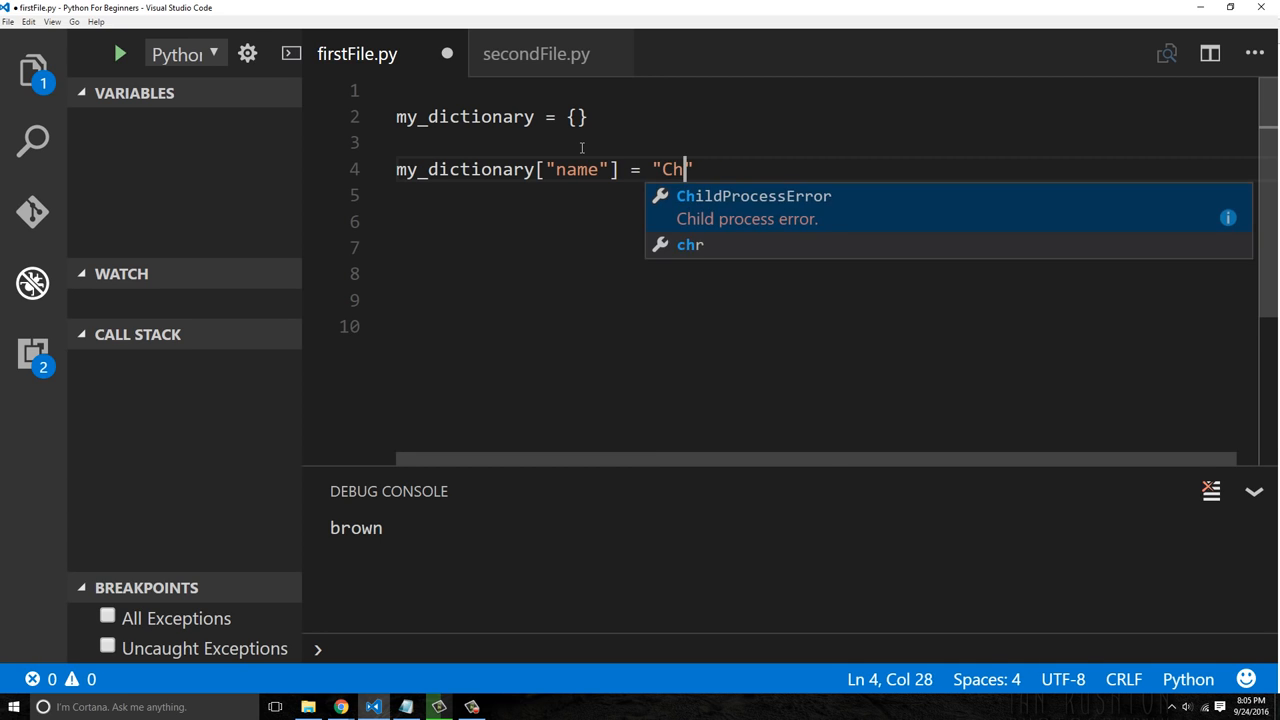 firstFile.py - Python For Beginners - Visual Studio Code
File Edit View Go Help
Python
firstFile.py
secondFile.py
1
VARIABLES
1
2 my_dictionary = {}
3
4 my_dictionary["name"] = "Ch"
5
6
7
8
9
10
ChildProcessError
Child process error.
chr
WATCH
CALL STACK
2
BREAKPOINTS
All Exceptions
Uncaught Exceptions
DEBUG CONSOLE
brown
0 0
Ln 4, Col 28 Spaces: 4 UTF-8 CRLF Python
I'm Cortana. Ask me anything.
8:05 PM
9/24/2016